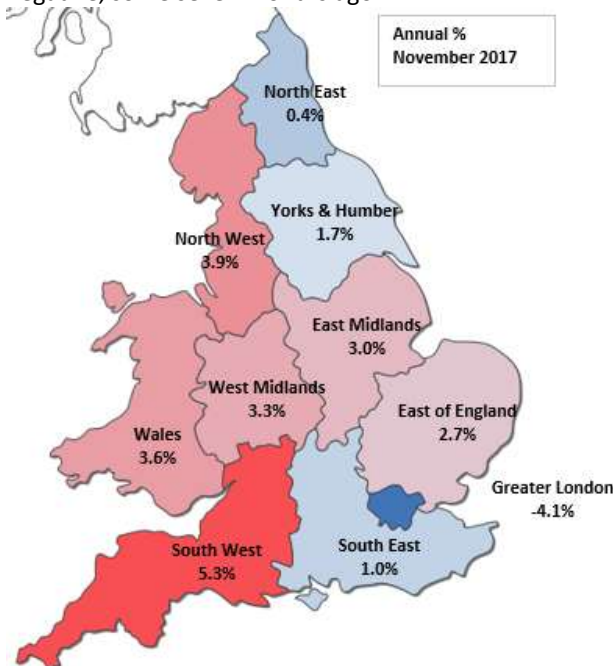 Annual %
November 2017
North East
0.4%
Yorks & Humber
1.7%
North West
3.9%
East Midlands
3.0%
West Midlands
3.3%
East of England
2.7%
Wales
3.6%
Greater London
-4.1%
South West
5.3%
South East
1.0%